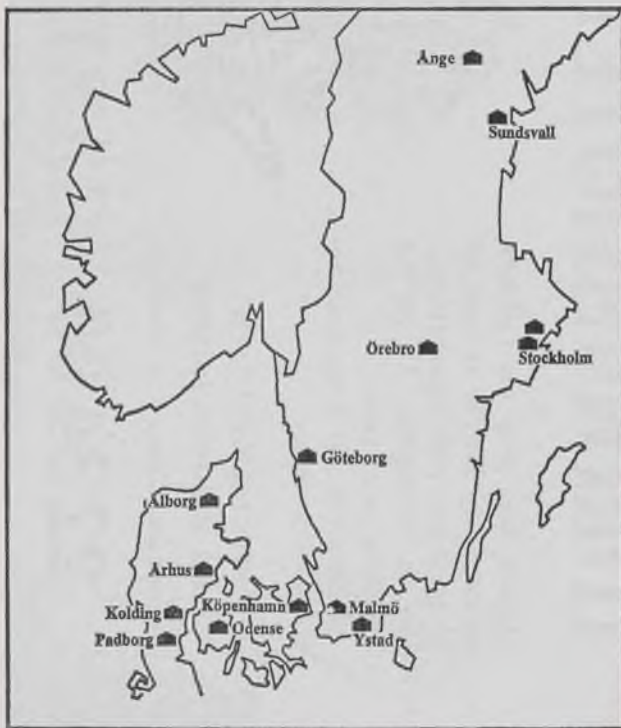 Ånge
Sundsvall
Örebro
Stockholm
Göteborg
Ålborg
Århus
Kolding
Köpenhamn
Malmö
Padborg
Odense
Ystad